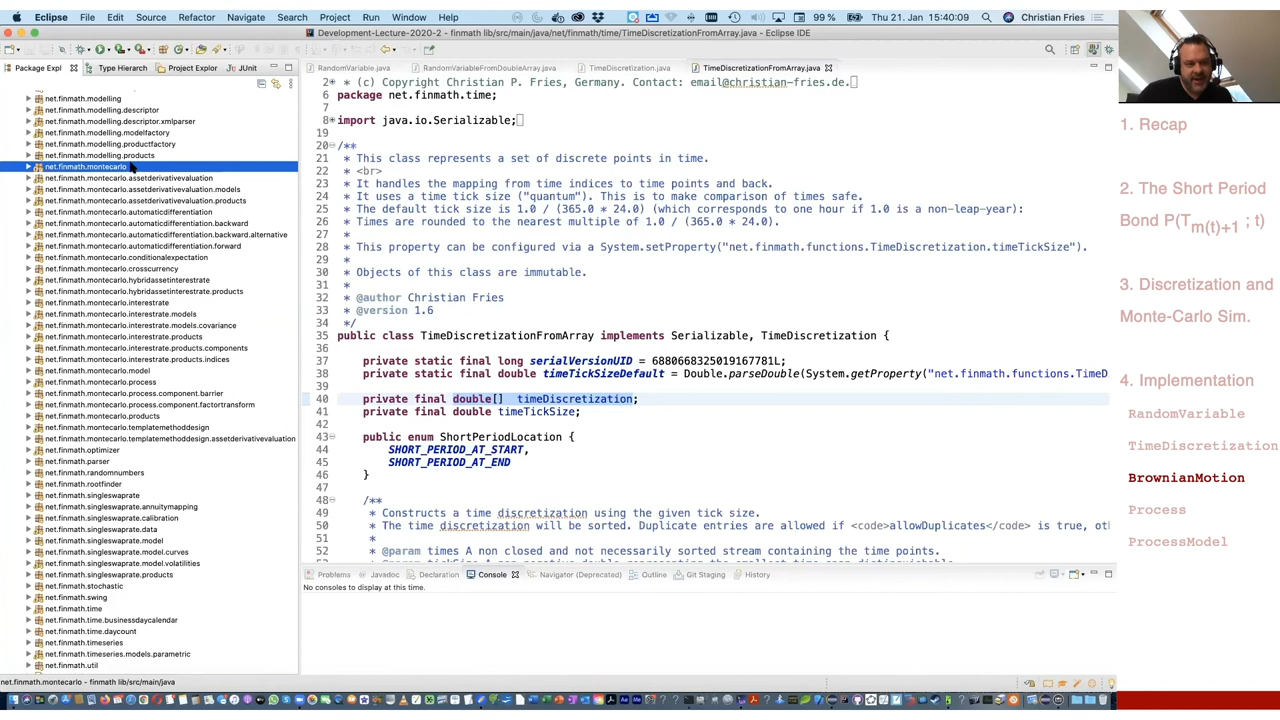 Eclipse File Edit Source Refactor Navigate Search Project Run Window Help 99 % Thu 21. Jan 15:40:09 Christian Fries
Development-Lecture-2020-2 - finmath lib/src/main/java/net/finmath/time/TimeDiscretizationFromArray.java - Eclipse IDE
Package Expl Type Hierarch Project Explor JUnit
net.finmath.modelling
net.finmath.modelling.descriptor
net.finmath.modelling.descriptor.xmlparser
net.finmath.modelling.modelfactory
net.finmath.modelling.productfactory
net.finmath.modelling.products
net.finmath.montecarlo
net.finmath.montecarlo.assetderivativevaluation
net.finmath.montecarlo.assetderivativevaluation.models
net.finmath.montecarlo.assetderivativevaluation.products
net.finmath.montecarlo.automaticdifferentiation
net.finmath.montecarlo.automaticdifferentiation.backward
net.finmath.montecarlo.automaticdifferentiation.backward.alternative
net.finmath.montecarlo.automaticdifferentiation.forward
net.finmath.montecarlo.conditionalexpectation
net.finmath.montecarlo.crosscurrency
net.finmath.montecarlo.hybridassetinterestrate
net.finmath.montecarlo.hybridassetinterestrate.products
net.finmath.montecarlo.interestrate
net.finmath.montecarlo.interestrate.models
net.finmath.montecarlo.interestrate.models.covariance
net.finmath.montecarlo.interestrate.products
net.finmath.montecarlo.interestrate.products.components
net.finmath.montecarlo.interestrate.products.indices
net.finmath.montecarlo.model
net.finmath.montecarlo.process
net.finmath.montecarlo.process.component.barrier
net.finmath.montecarlo.process.component.factortransform
net.finmath.montecarlo.products
net.finmath.montecarlo.templatemethoddesign
net.finmath.montecarlo.templatemethoddesign.assetderivativevaluation
net.finmath.optimizer
net.finmath.parser
net.finmath.randomnumbers
net.finmath.rootfinder
net.finmath.singleswaprate
net.finmath.singleswaprate.annuitymapping
net.finmath.singleswaprate.calibration
net.finmath.singleswaprate.data
net.finmath.singleswaprate.model
net.finmath.singleswaprate.model.curves
net.finmath.singleswaprate.model.volatilities
net.finmath.singleswaprate.products
net.finmath.stochastic
net.finmath.swing
net.finmath.time
net.finmath.time.businessdaycalendar
net.finmath.time.daycount
net.finmath.timeseries
net.finmath.timeseries.models.parametric
net.finmath.util
RandomVariable.java RandomVariableFromDoubleArray.java TimeDiscretization.java TimeDiscretizationFromArray.java
2 * (c) Copyright Christian P. Fries, Germany. Contact: email@christian-fries.de.
6 package net.finmath.time;
7
8 import java.io.Serializable;
19
20 /**
21 * This class represents a set of discrete points in time.
22 * <br>
23 * It handles the mapping from time indices to time points and back.
24 * It uses a time tick size ("quantum"). This is to make comparison of times safe.
25 * The default tick size is 1.0 / (365.0 * 24.0) (which corresponds to one hour if 1.0 is a non-leap-year):
26 * Times are rounded to the nearest multiple of 1.0 / (365.0 * 24.0).
27 *
28 * This property can be configured via a System.setProperty("net.finmath.functions.TimeDiscretization.timeTickSize").
29 *
30 * Objects of this class are immutable.
31 *
32 * @author Christian Fries
33 * @version 1.6
34 */
35 public class TimeDiscretizationFromArray implements Serializable, TimeDiscretization {
36
37 private static final long serialVersionUID = 6880668325019167781L;
38 private static final double timeTickSizeDefault = Double.parseDouble(System.getProperty("net.finmath.functions.TimeD
39
40 private final double[] timeDiscretization;
41 private final double timeTickSize;
42
43 public enum ShortPeriodLocation {
44 SHORT_PERIOD_AT_START,
45 SHORT_PERIOD_AT_END
46 }
47
48 /**
49 * Constructs a time discretization using the given tick size.
50 * The time discretization will be sorted. Duplicate entries are allowed if <code>allowDuplicates</code> is true, ot
51 *
52 * @param times A non closed and not necessarily sorted stream containing the time points.
Problems Javadoc Declaration Console Navigator (Deprecated) Outline Git Staging History
No consoles to display at this time.
net.finmath.montecarlo - finmath lib/src/main/java
1. Recap
2. The Short Period
Bond P(Tm(t)+1 ; t)
3. Discretization and
Monte-Carlo Sim.
4. Implementation
RandomVariable
TimeDiscretization
BrownianMotion
Process
ProcessModel